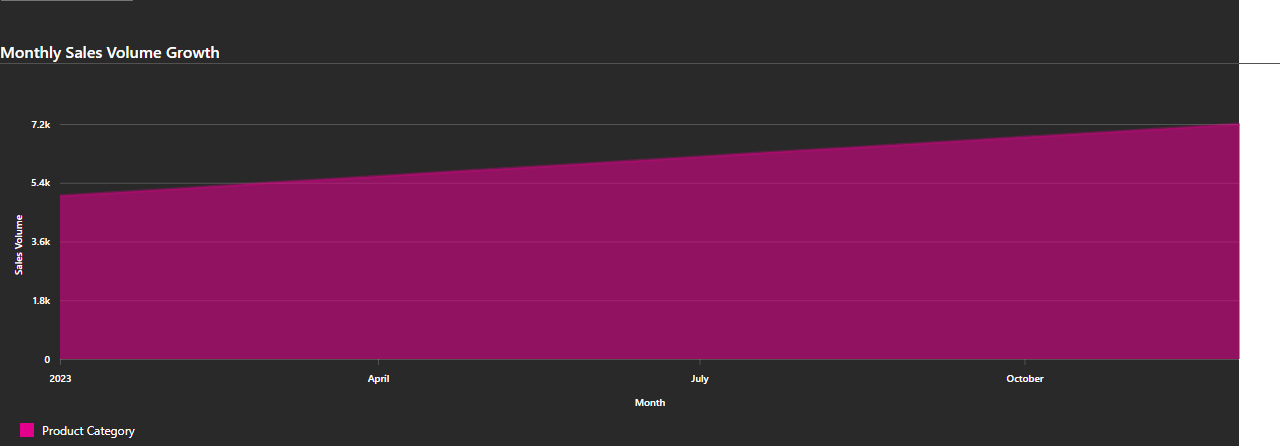 Monthly Sales Volume Growth
7.2k
5.4k
3.6k
1.8k
0
Sales Volume
2023 April July October
Month
Product Category